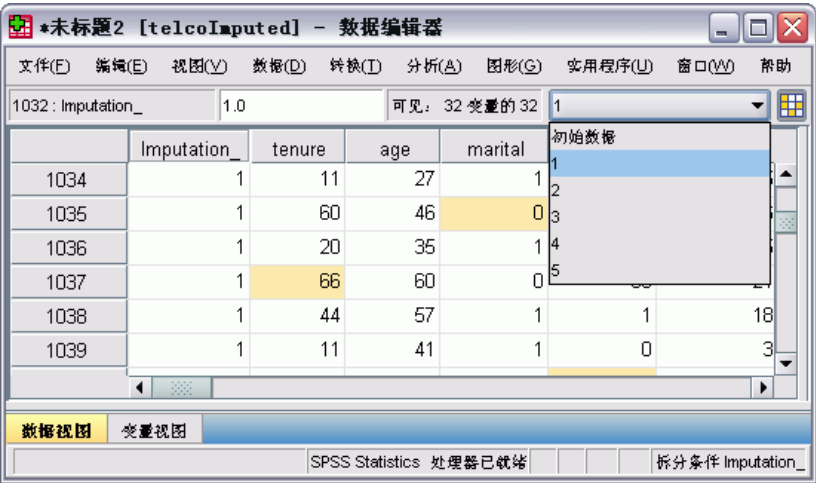 *未标题2 [telcoImputed] - 数据编辑器
文件(F) 编辑(E) 视图(V) 数据(D) 转换(T) 分析(A) 图形(G) 实用程序(U) 窗口(W) 帮助
1032 : Imputation_ 1.0 可见: 32 变量的 32 1
初始数据
1
2
3
4
5
Imputation_ tenure age marital
1034 1 11 27 1
1035 1 60 46 0
1036 1 20 35 1
1037 1 66 60 0
1038 1 44 57 1 1 18
1039 1 11 41 1 0 3
数据视图 变量视图
SPSS Statistics 处理器已就绪 拆分条件 Imputation_